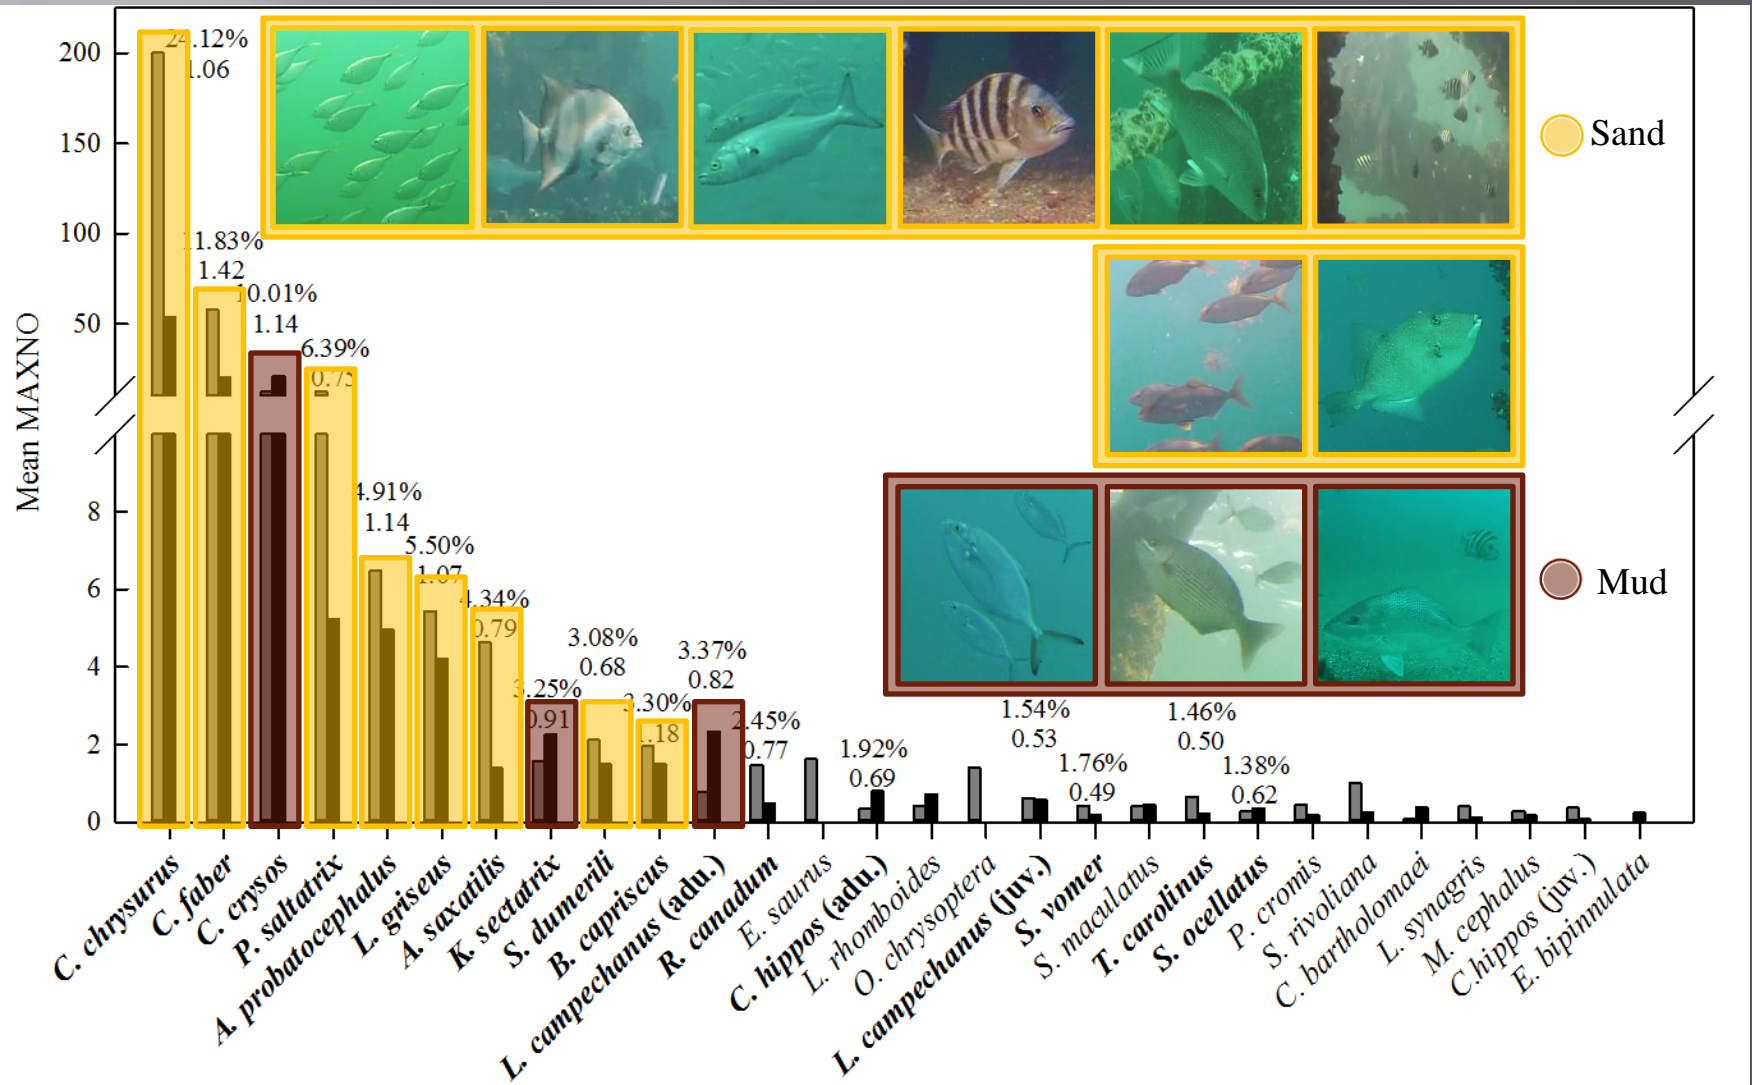 Mean MAXNO
200
150
100
50
8
6
4
2
0
24.12%
1.06
11.83%
1.42
10.01%
1.14
6.39%
0.75
4.91%
1.14
5.50%
1.07
4.34%
0.79
3.25%
0.91
3.08%
0.68
3.30%
1.18
3.37%
0.82
2.45%
0.77
1.92%
0.69
1.54%
0.53
1.76%
0.49
1.46%
0.50
1.38%
0.62
Sand
Mud
C. chrysurus
C. faber
C. crysos
P. saltatrix
A. probatocephalus
L. griseus
A. saxatilis
K. sectatrix
S. dumerili
B. capriscus
L. campechanus (adu.)
R. canadum
E. saurus
C. hippos (adu.)
L. rhomboides
O. chrysoptera
L. campechanus (juv.)
S. vomer
S. maculatus
T. carolinus
S. ocellatus
P. cromis
S. rivoliana
C. bartholomaei
L. synagris
M. cephalus
C.hippos (juv.)
E. bipinnulata